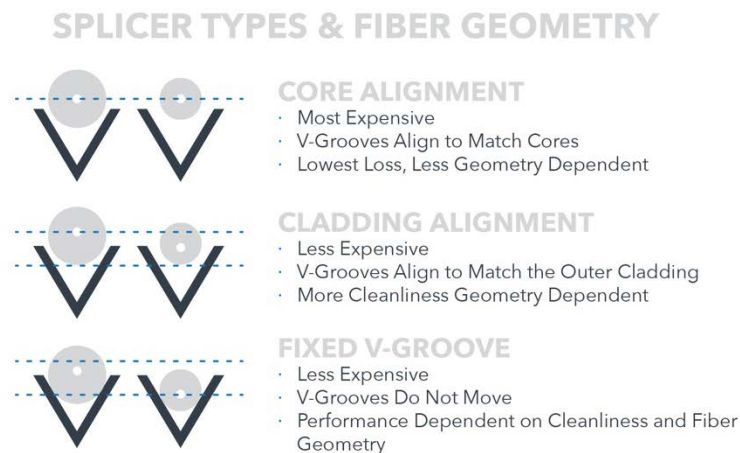 SPLICER TYPES & FIBER GEOMETRY
CORE ALIGNMENT
· Most Expensive
· V-Grooves Align to Match Cores
· Lowest Loss, Less Geometry Dependent
CLADDING ALIGNMENT
· Less Expensive
· V-Grooves Align to Match the Outer Cladding
· More Cleanliness Geometry Dependent
FIXED V-GROOVE
· Less Expensive
· V-Grooves Do Not Move
· Performance Dependent on Cleanliness and Fiber
Geometry